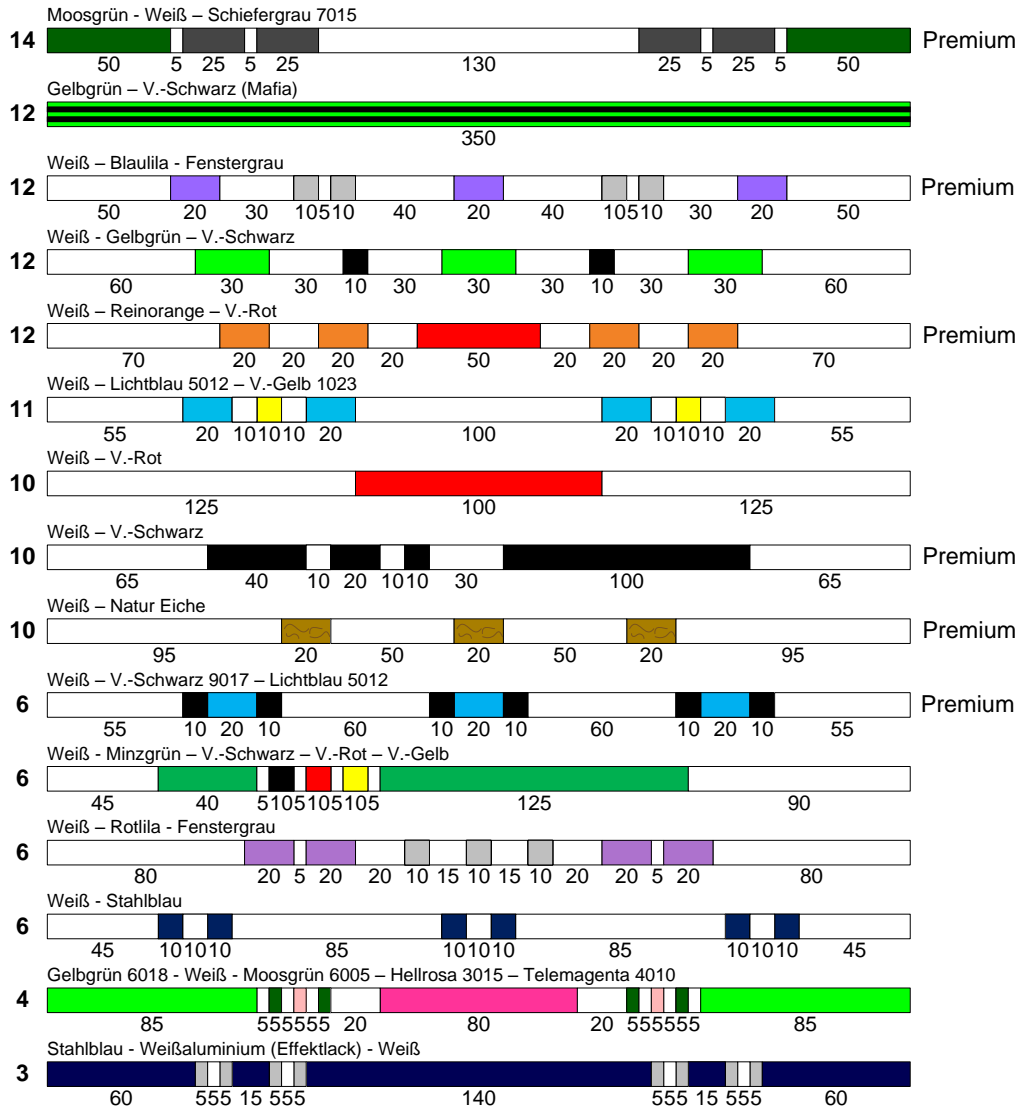 Moosgrün - Weiß – Schiefergrau 7015
14 Premium
50 5 25 5 25 130 25 5 25 5 50
Gelbgrün – V.-Schwarz (Mafia)
12
350
Weiß – Blaulila - Fenstergrau
12 Premium
50 20 30 10 5 10 40 20 40 10 5 10 30 20 50
Weiß - Gelbgrün – V.-Schwarz
12
60 30 30 10 30 30 30 10 30 30 60
Weiß – Reinorange – V.-Rot
12 Premium
70 20 20 20 20 50 20 20 20 20 70
Weiß – Lichtblau 5012 – V.-Gelb 1023
11
55 20 10 10 10 20 100 20 10 10 10 20 55
Weiß – V.-Rot
10
125 100 125
Weiß – V.-Schwarz
10 Premium
65 40 10 20 10 10 30 100 65
Weiß – Natur Eiche
10 Premium
95 20 50 20 50 20 95
Weiß – V.-Schwarz 9017 – Lichtblau 5012
6 Premium
55 10 20 10 60 10 20 10 60 10 20 10 55
Weiß - Minzgrün – V.-Schwarz – V.-Rot – V.-Gelb
6
45 40 5 10 5 10 5 10 5 125 90
Weiß – Rotlila - Fenstergrau
6
80 20 5 20 20 10 15 10 15 10 20 20 5 20 80
Weiß - Stahlblau
6
45 10 10 10 85 10 10 10 85 10 10 10 45
Gelbgrün 6018 - Weiß - Moosgrün 6005 – Hellrosa 3015 – Telemagenta 4010
4
85 5 5 5 5 5 5 20 80 20 5 5 5 5 5 5 85
Stahlblau - Weißaluminium (Effektlack) - Weiß
3
60 5 5 5 15 5 5 5 140 5 5 5 15 5 5 5 60